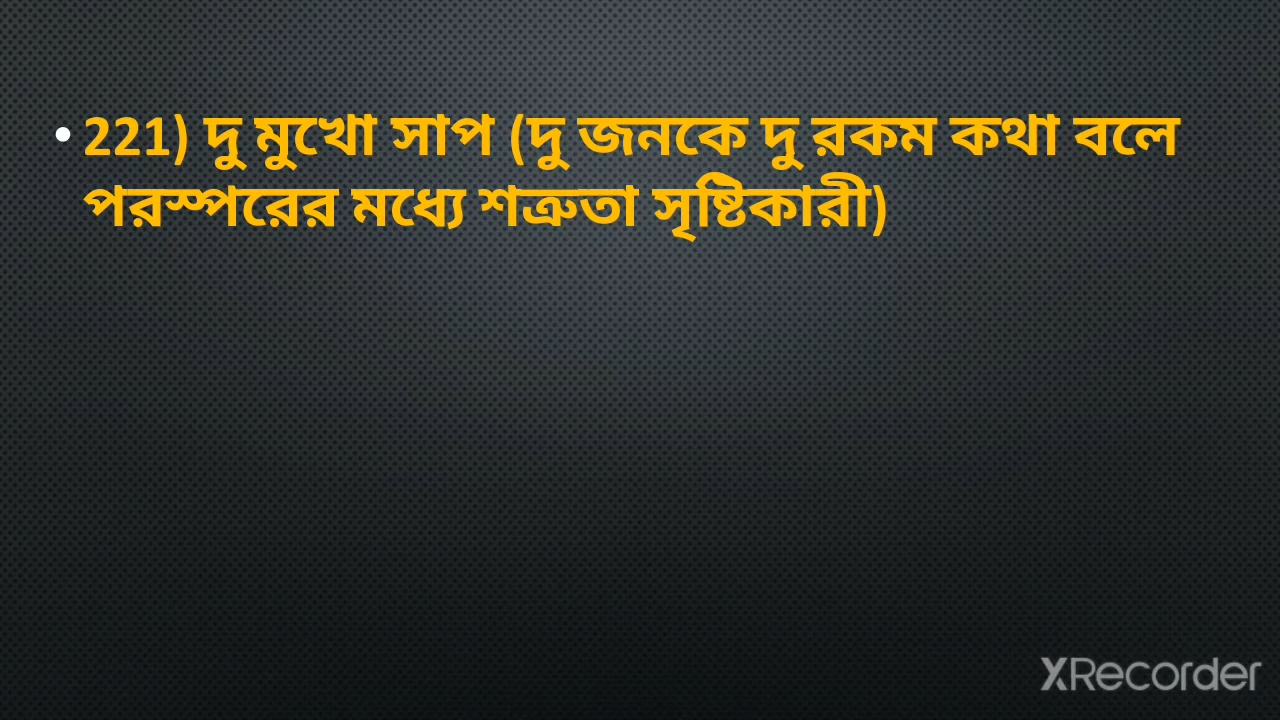 • 221) দু মুখো সাপ (দু জনকে দু রকম কথা বলে
পরস্পরের মধ্যে শত্রুতা সৃষ্টিকারী)
XRecorder